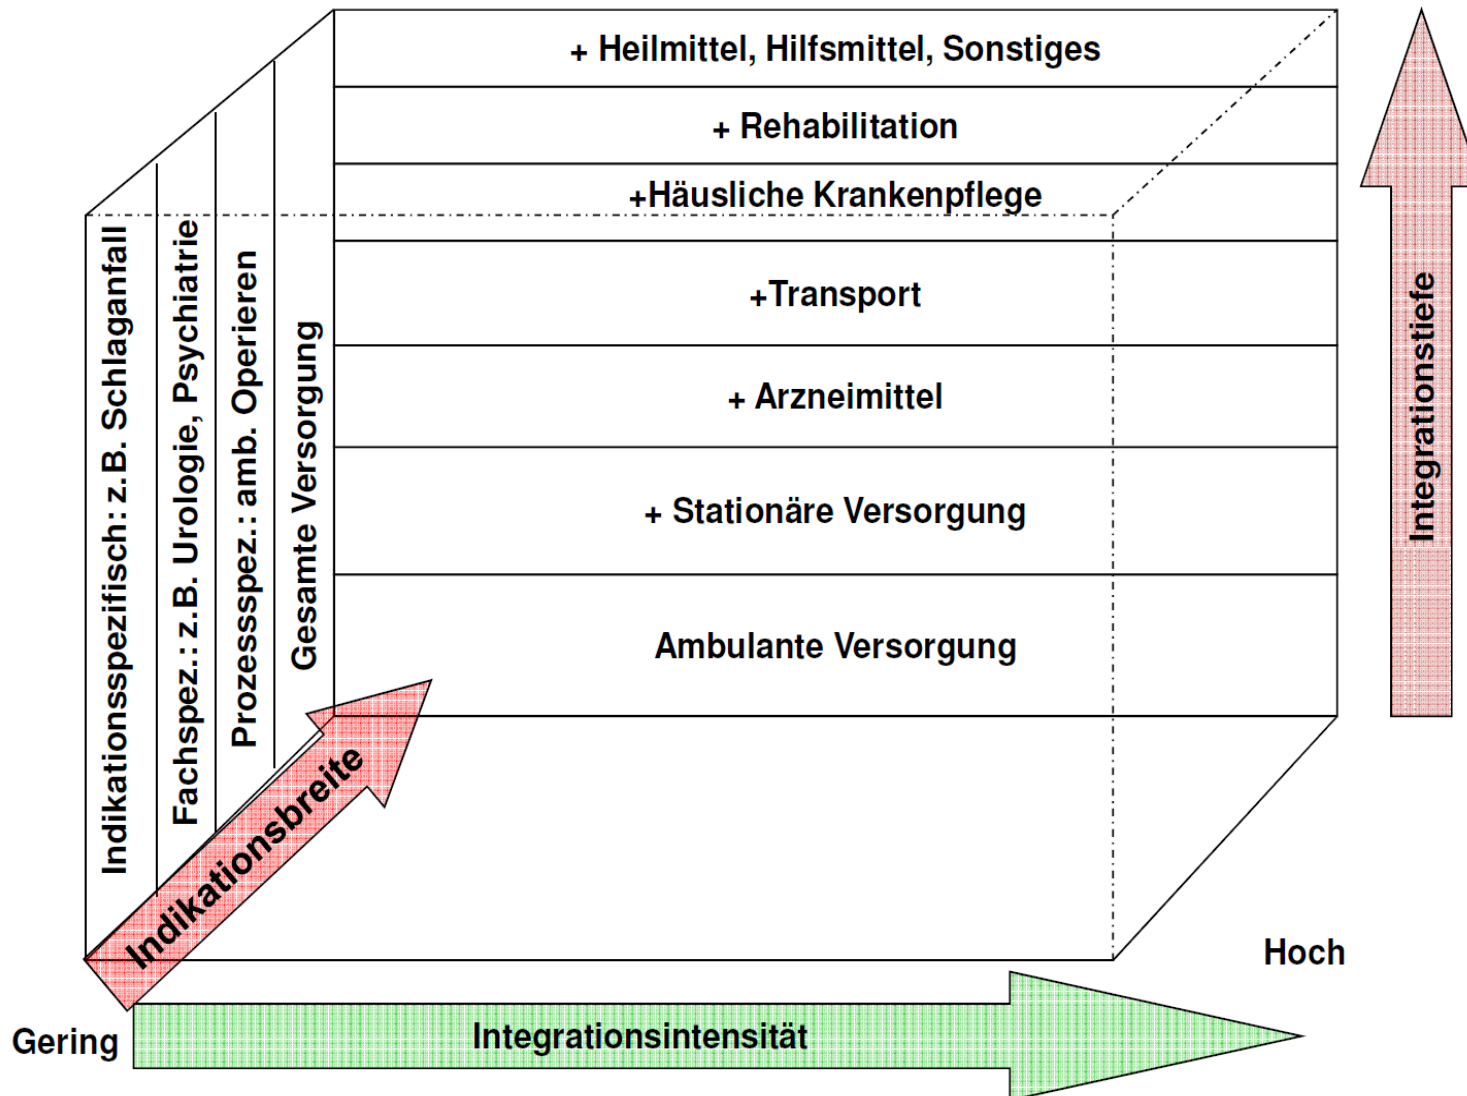 + Heilmittel, Hilfsmittel, Sonstiges
+ Rehabilitation
+Häusliche Krankenpflege
+Transport
+ Arzneimittel
+ Stationäre Versorgung
Ambulante Versorgung
Indikationsspezifisch: z.B. Schlaganfall
Fachspez.: z.B. Urologie, Psychiatrie
Prozessspez.: amb. Operieren
Gesamte Versorgung
Indikationsbreite
Integrationstiefe
Hoch
Gering
Integrationsintensität